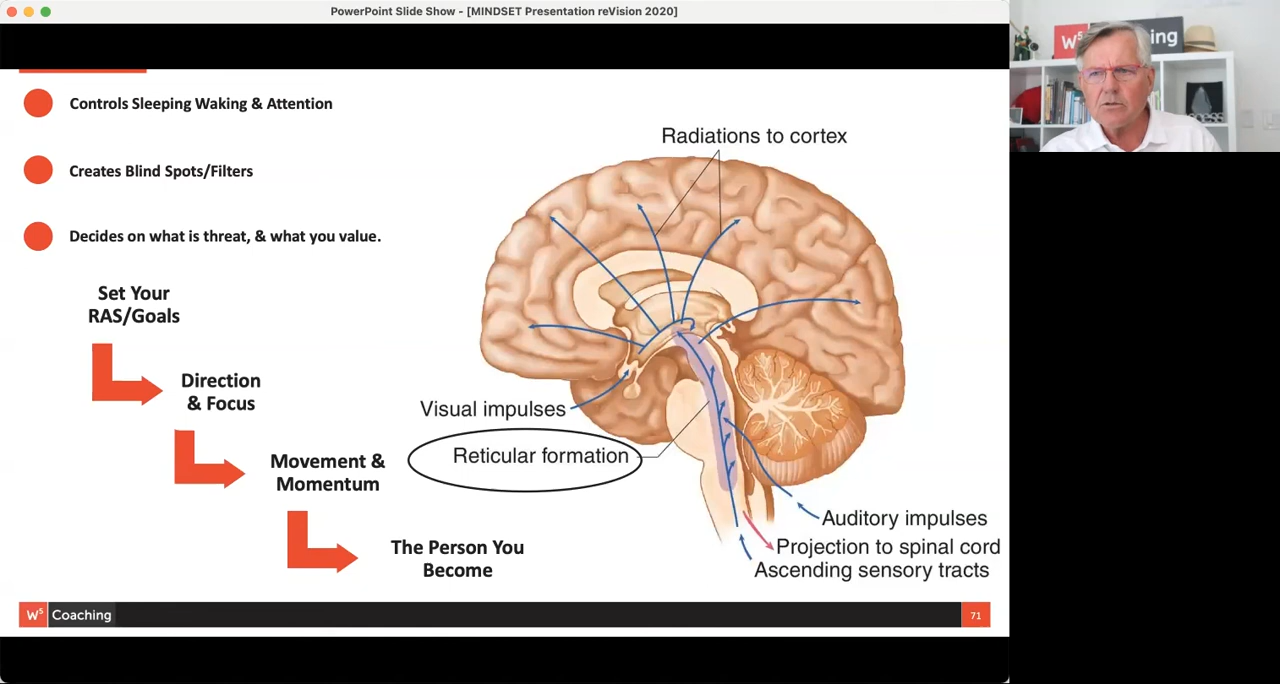 PowerPoint Slide Show - [MINDSET Presentation reVision 2020]
Controls Sleeping Waking & Attention
Creates Blind Spots/Filters
Decides on what is threat, & what you value.
Set Your
RAS/Goals
Direction
& Focus
Movement &
Momentum
The Person You
Become
Radiations to cortex
Visual impulses
Reticular formation
Auditory impulses
Projection to spinal cord
Ascending sensory tracts
W⁵ Coaching
71
W⁵